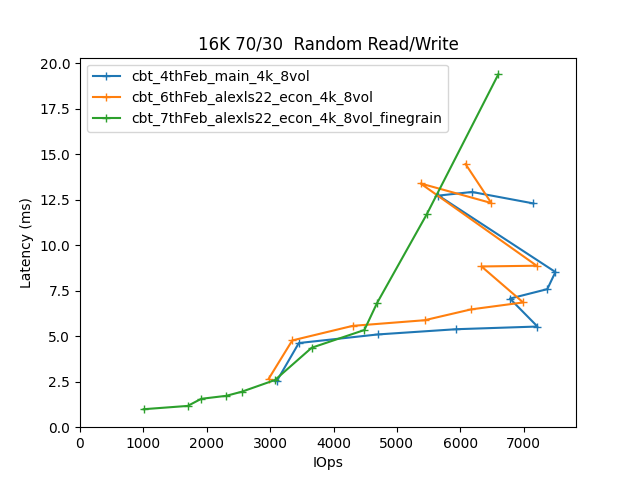 16K 70/30  Random Read/Write
cbt_4thFeb_main_4k_8vol
cbt_6thFeb_alexls22_econ_4k_8vol
cbt_7thFeb_alexls22_econ_4k_8vol_finegrain
20.0
17.5
15.0
12.5
10.0
7.5
5.0
2.5
0.0
Latency (ms)
0 1000 2000 3000 4000 5000 6000 7000
IOps